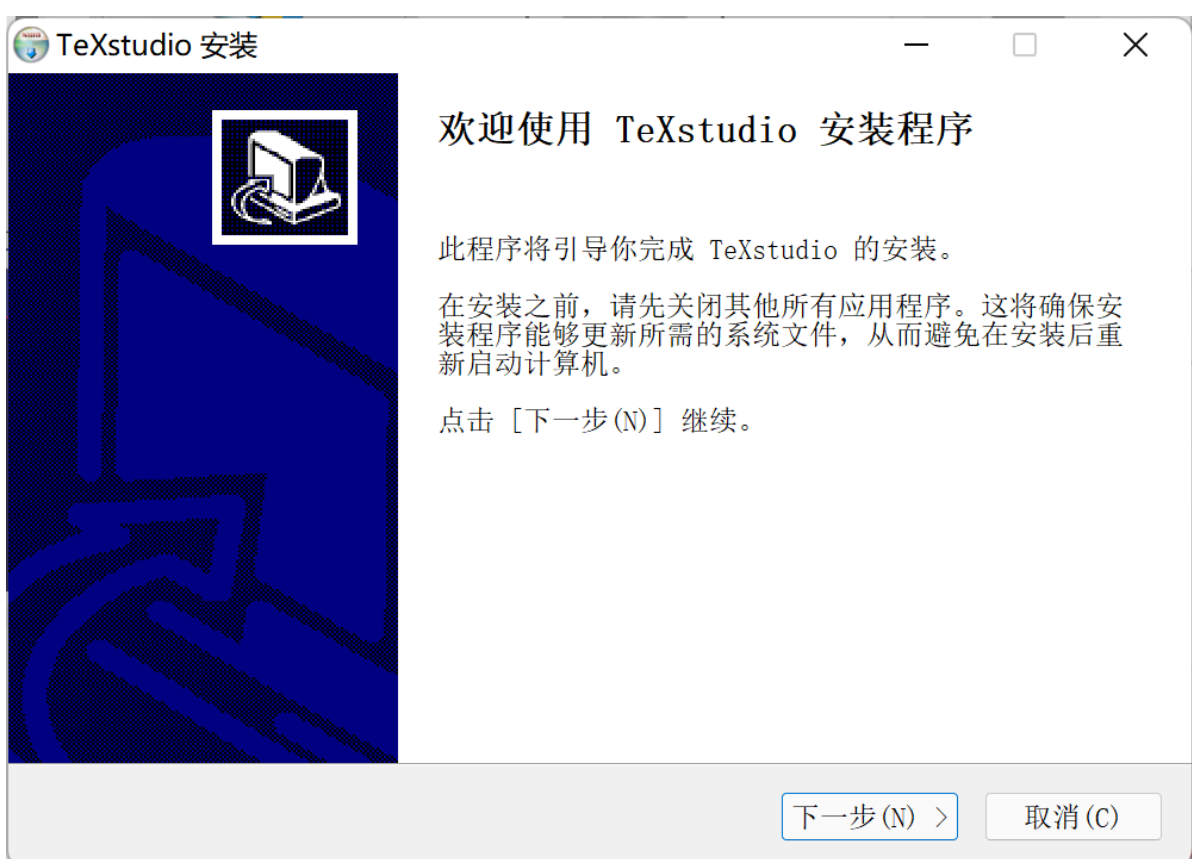 TeXstudio 安装
欢迎使用 TeXstudio 安装程序
此程序将引导你完成 TeXstudio 的安装。
在安装之前，请先关闭其他所有应用程序。这将确保安
装程序能够更新所需的系统文件，从而避免在安装后重
新启动计算机。
点击 [下一步(N)] 继续。
下一步(N) >
取消(C)